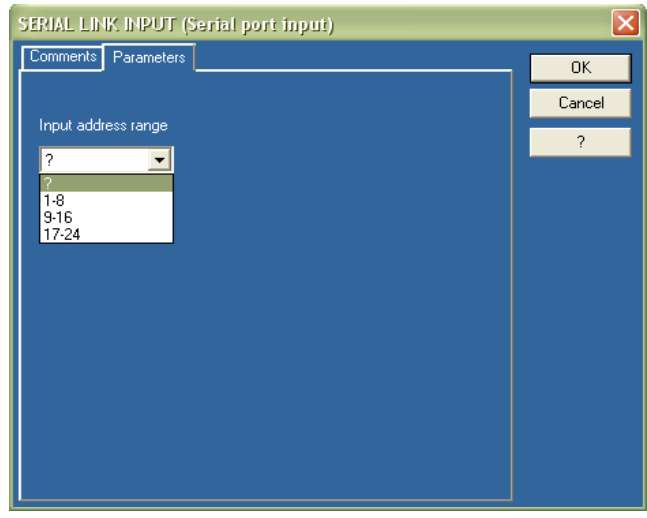 SERIAL LINK INPUT (Serial port input)
Comments Parameters
OK
Cancel
?
Input address range
?
?
1-8
9-16
17-24